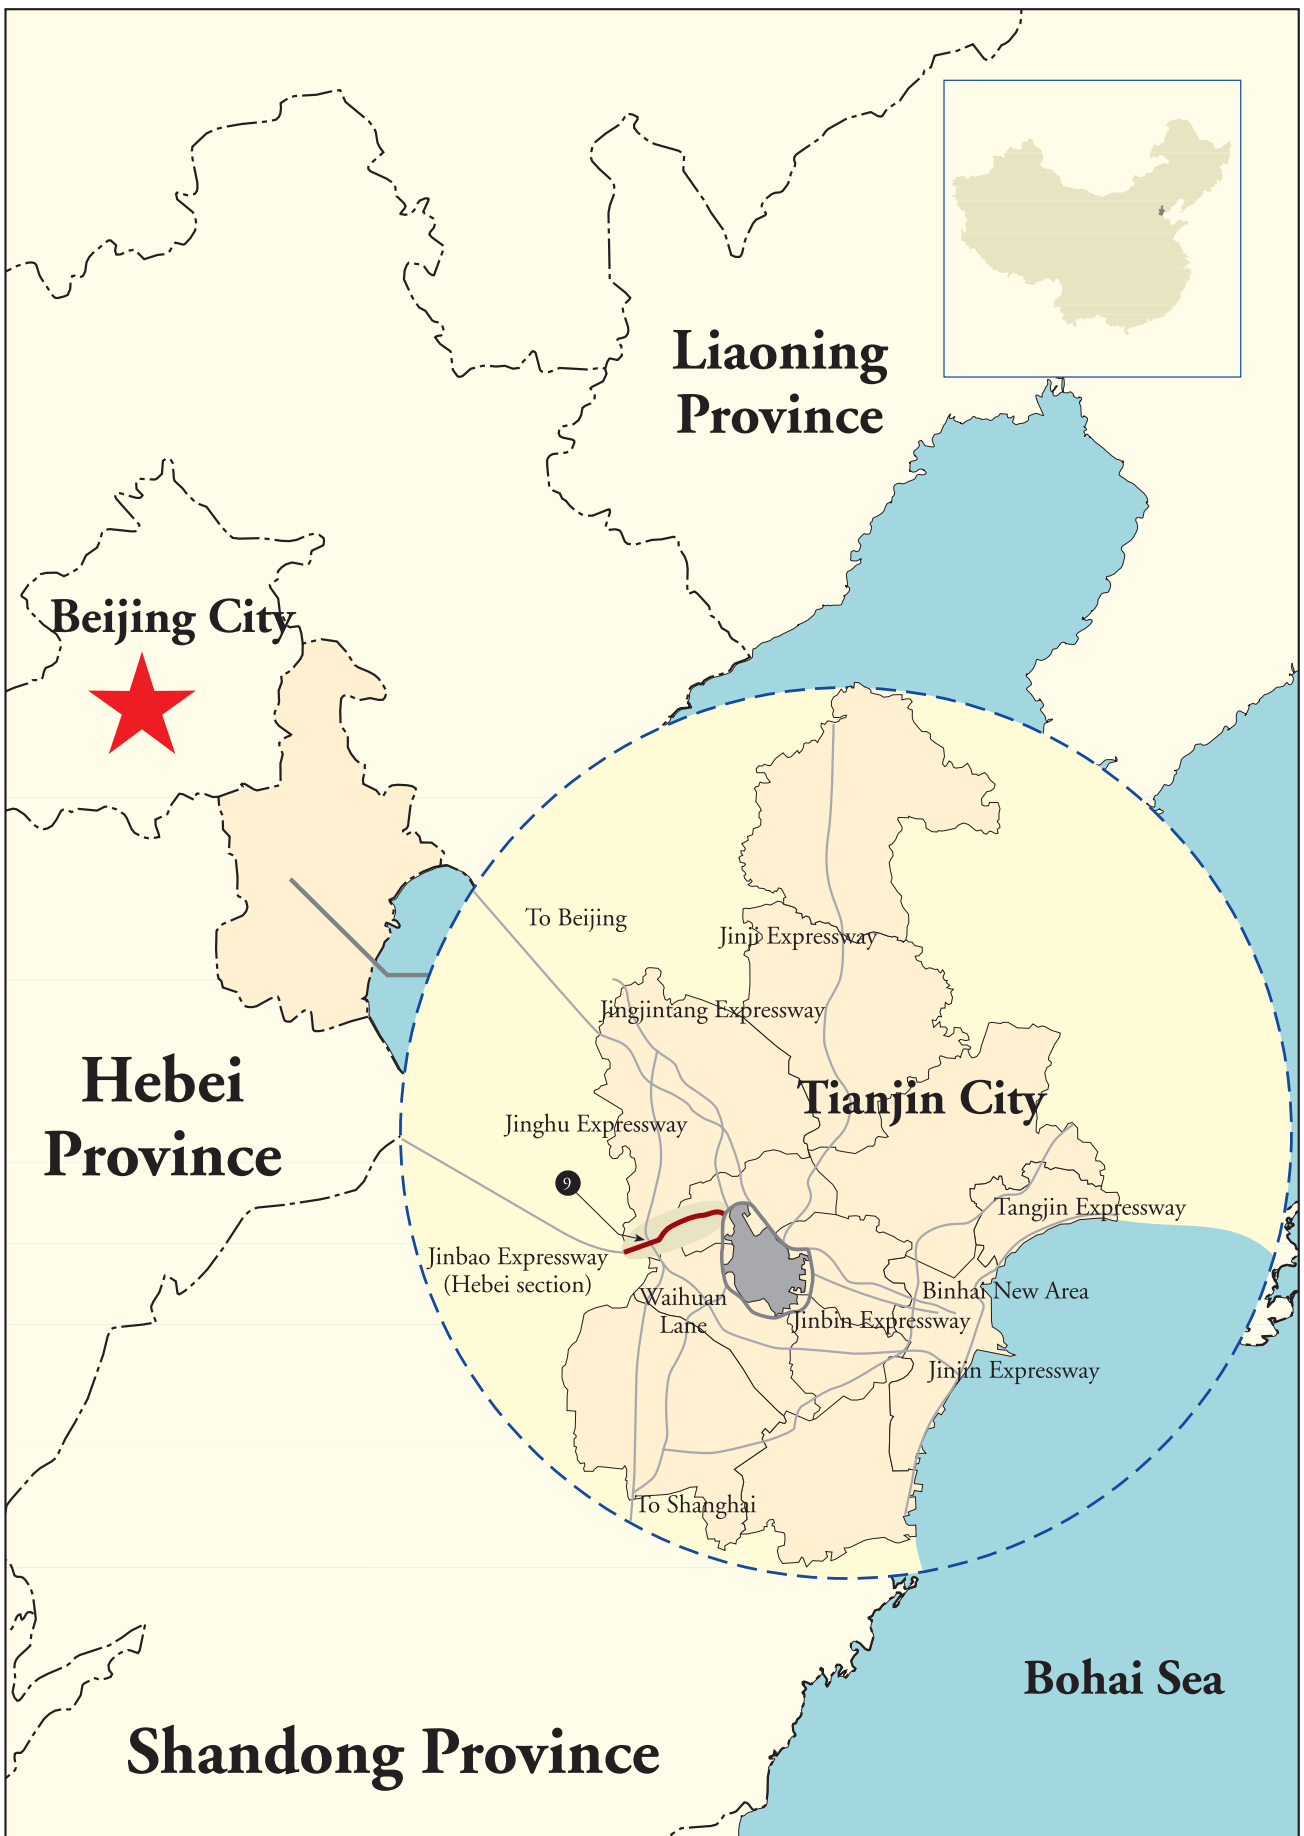 Liaoning
Province
Beijing City
To Beijing
Jinji Expressway
Jingjintang Expressway
Hebei
Province
Tianjin City
Jinghu Expressway
9
Tangjin Expressway
Jinbao Expressway
(Hebei section)
Waihuan
Lane
Binhai New Area
Jinbin Expressway
Jinjin Expressway
To Shanghai
Bohai Sea
Shandong Province